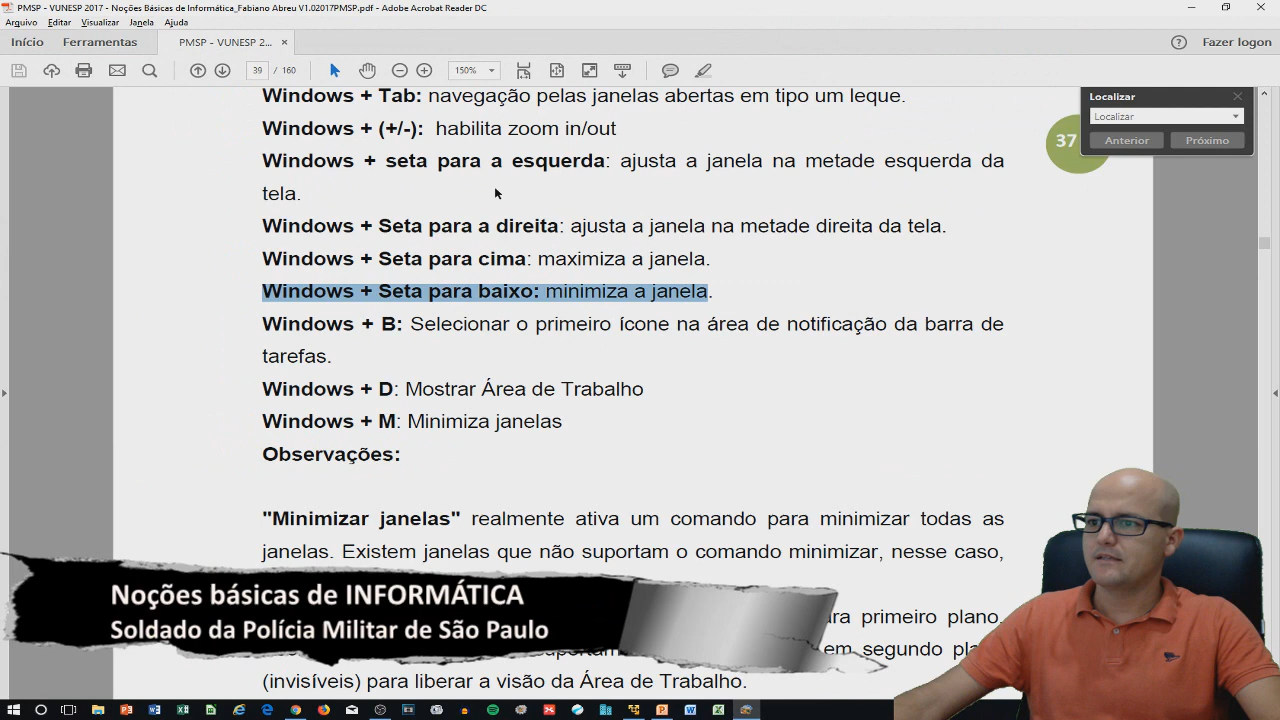 PMSP - VUNESP 2017 - Noções Básicas de Informática_Fabiano Abreu V1.02017PMSP.pdf - Adobe Acrobat Reader DC
Arquivo Editar Visualizar Janela Ajuda
Início Ferramentas PMSP - VUNESP 2... × Fazer logon
39 / 160 150%
Localizar
Localizar
Anterior Próximo
37
Windows + Tab: navegação pelas janelas abertas em tipo um leque.
Windows + (+/-): habilita zoom in/out
Windows + seta para a esquerda: ajusta a janela na metade esquerda da
tela.
Windows + Seta para a direita: ajusta a janela na metade direita da tela.
Windows + Seta para cima: maximiza a janela.
Windows + Seta para baixo: minimiza a janela.
Windows + B: Selecionar o primeiro ícone na área de notificação da barra de
tarefas.
Windows + D: Mostrar Área de Trabalho
Windows + M: Minimiza janelas
Observações:
"Minimizar janelas" realmente ativa um comando para minimizar todas as
janelas. Existem janelas que não suportam o comando minimizar, nesse caso,
primeiro plano.
em segundo
(invisíveis) para liberar a visão da Área de Trabalho.
Noções básicas de INFORMÁTICA
Soldado da Polícia Militar de São Paulo